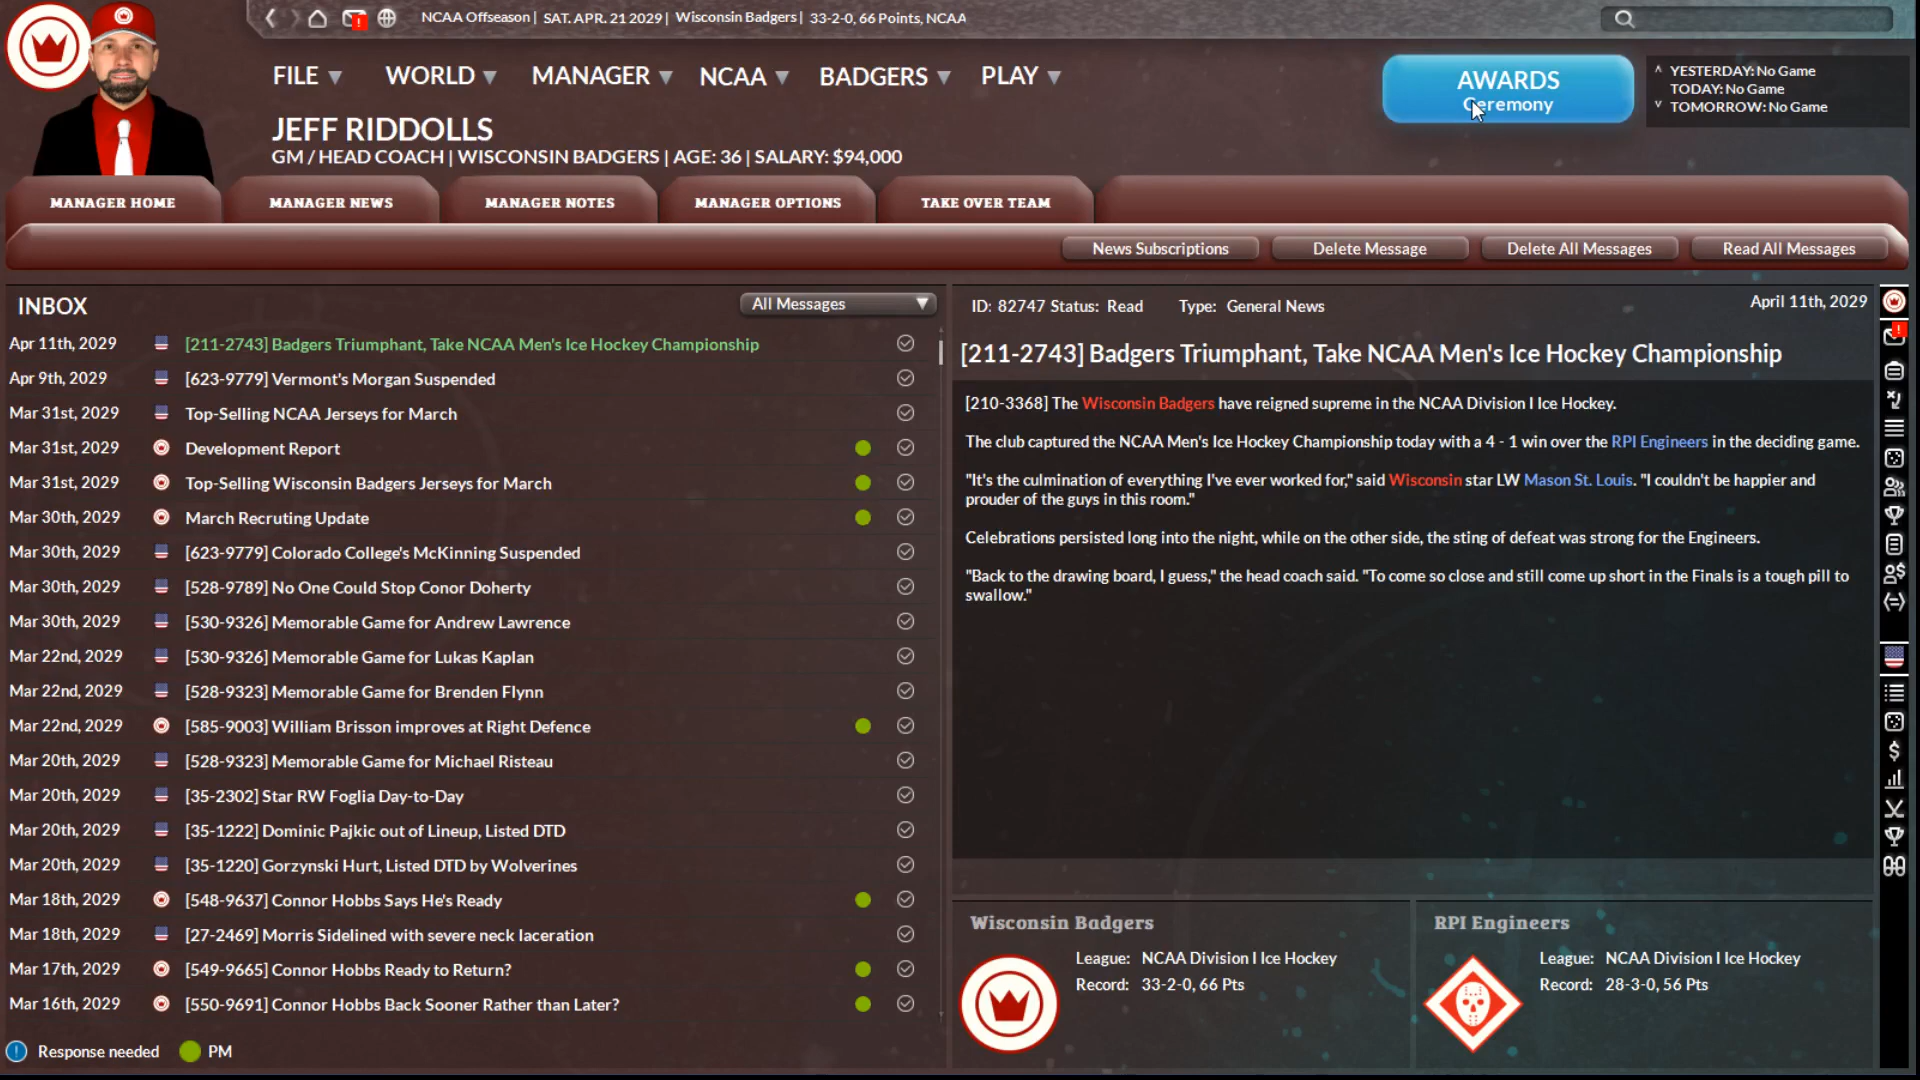 NCAA Offseason | SAT. APR. 21 2029 | Wisconsin Badgers | 33-2-0, 66 Points, NCAA
FILE WORLD MANAGER NCAA BADGERS PLAY
AWARDS
Ceremony
YESTERDAY: No Game
TODAY: No Game
TOMORROW: No Game
JEFF RIDDOLLS
GM / HEAD COACH | WISCONSIN BADGERS | AGE: 36 | SALARY: $94,000
MANAGER HOME MANAGER NEWS MANAGER NOTES MANAGER OPTIONS TAKE OVER TEAM
News Subscriptions Delete Message Delete All Messages Read All Messages
INBOX All Messages
Apr 11th, 2029 [211-2743] Badgers Triumphant, Take NCAA Men's Ice Hockey Championship
Apr 9th, 2029 [623-9779] Vermont's Morgan Suspended
Mar 31st, 2029 Top-Selling NCAA Jerseys for March
Mar 31st, 2029 Development Report
Mar 31st, 2029 Top-Selling Wisconsin Badgers Jerseys for March
Mar 30th, 2029 March Recruting Update
Mar 30th, 2029 [623-9779] Colorado College's McKinning Suspended
Mar 30th, 2029 [528-9789] No One Could Stop Conor Doherty
Mar 30th, 2029 [530-9326] Memorable Game for Andrew Lawrence
Mar 22nd, 2029 [530-9326] Memorable Game for Lukas Kaplan
Mar 22nd, 2029 [528-9323] Memorable Game for Brenden Flynn
Mar 22nd, 2029 [585-9003] William Brisson improves at Right Defence
Mar 20th, 2029 [528-9323] Memorable Game for Michael Risteau
Mar 20th, 2029 [35-2302] Star RW Foglia Day-to-Day
Mar 20th, 2029 [35-1222] Dominic Pajkic out of Lineup, Listed DTD
Mar 20th, 2029 [35-1220] Gorzynski Hurt, Listed DTD by Wolverines
Mar 18th, 2029 [548-9637] Connor Hobbs Says He's Ready
Mar 18th, 2029 [27-2469] Morris Sidelined with severe neck laceration
Mar 17th, 2029 [549-9665] Connor Hobbs Ready to Return?
Mar 16th, 2029 [550-9691] Connor Hobbs Back Sooner Rather than Later?
Response needed PM
ID: 82747 Status: Read Type: General News April 11th, 2029
[211-2743] Badgers Triumphant, Take NCAA Men's Ice Hockey Championship
[210-3368] The Wisconsin Badgers have reigned supreme in the NCAA Division I Ice Hockey.
The club captured the NCAA Men's Ice Hockey Championship today with a 4 - 1 win over the RPI Engineers in the deciding game.
"It's the culmination of everything I've ever worked for," said Wisconsin star LW Mason St. Louis. "I couldn't be happier and
prouder of the guys in this room."
Celebrations persisted long into the night, while on the other side, the sting of defeat was strong for the Engineers.
"Back to the drawing board, I guess," the head coach said. "To come so close and still come up short in the Finals is a tough pill to
swallow."
Wisconsin Badgers
League: NCAA Division I Ice Hockey
Record: 33-2-0, 66 Pts
RPI Engineers
League: NCAA Division I Ice Hockey
Record: 28-3-0, 56 Pts